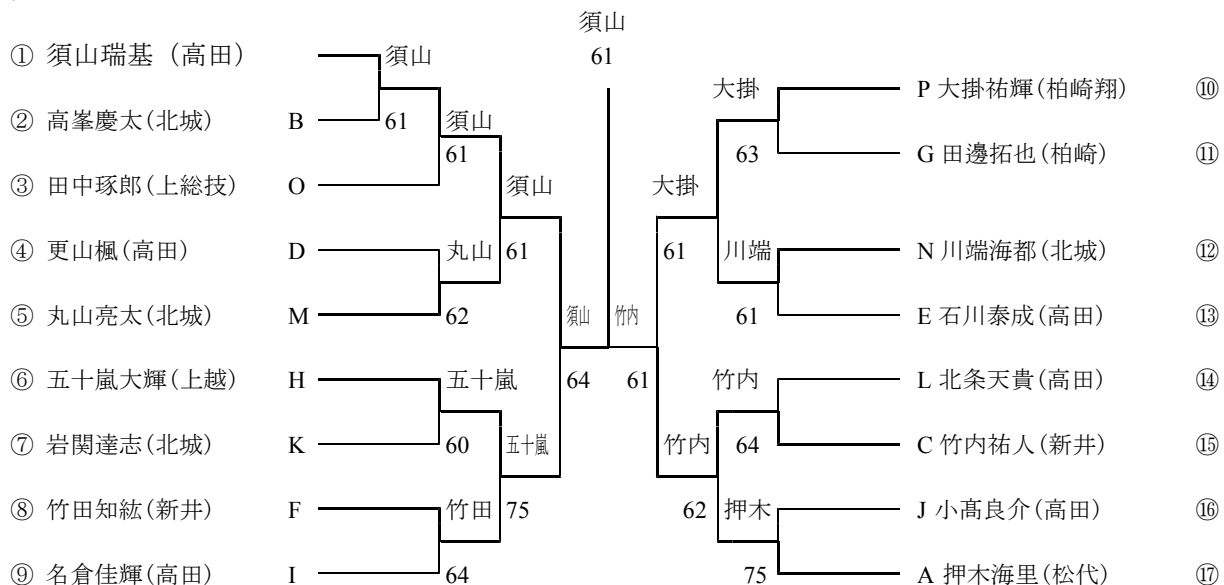 須山
① 須山瑞基 (高田) 須山 61
大掛 P 大掛祐輝(柏崎翔) ⑩
② 高峯慶太(北城) B 61 須山
61 63 G 田邊拓也(柏崎) ⑪
③ 田中琢郎(上総技) O 須山 大掛
④ 更山楓(高田) D 丸山 61 61 川端 N 川端海都(北城) ⑫
⑤ 丸山亮太(北城) M 62 須山 竹内 61 E 石川泰成(高田) ⑬
⑥ 五十嵐大輝(上越) H 五十嵐 64 61 竹内 L 北条天貴(高田) ⑭
⑦ 岩関達志(北城) K 60 五十嵐 竹内 64 C 竹内祐人(新井) ⑮
⑧ 竹田知紘(新井) F 竹田 75 62 押木 J 小髙良介(高田) ⑯
⑨ 名倉佳輝(高田) I 64 75 A 押木海里(松代) ⑰